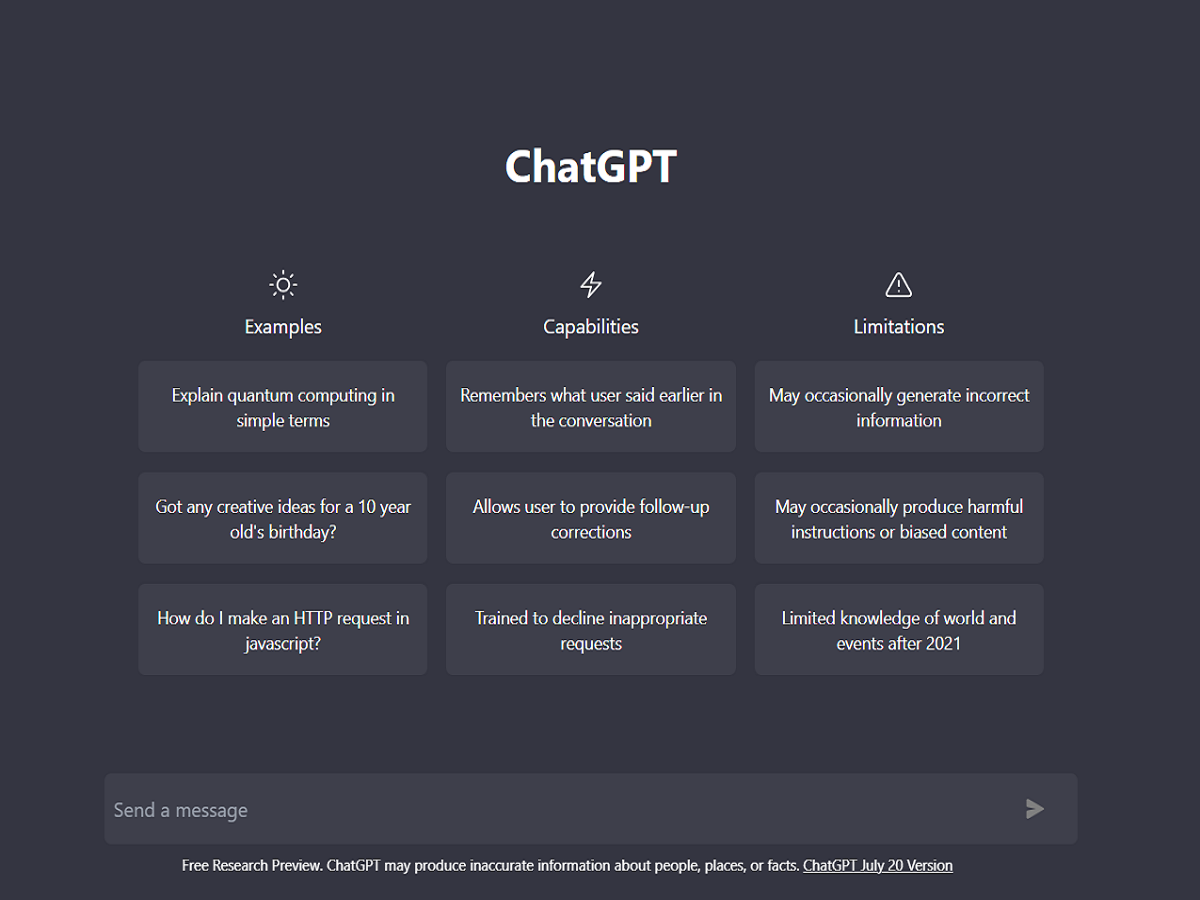 ChatGPT
Examples
Capabilities
Limitations
Explain quantum computing in
simple terms
Remembers what user said earlier in
the conversation
May occasionally generate incorrect
information
Got any creative ideas for a 10 year
old's birthday?
Allows user to provide follow-up
corrections
May occasionally produce harmful
instructions or biased content
How do I make an HTTP request in
javascript?
Trained to decline inappropriate
requests
Limited knowledge of world and
events after 2021
Send a message
Free Research Preview. ChatGPT may produce inaccurate information about people, places, or facts. ChatGPT July 20 Version